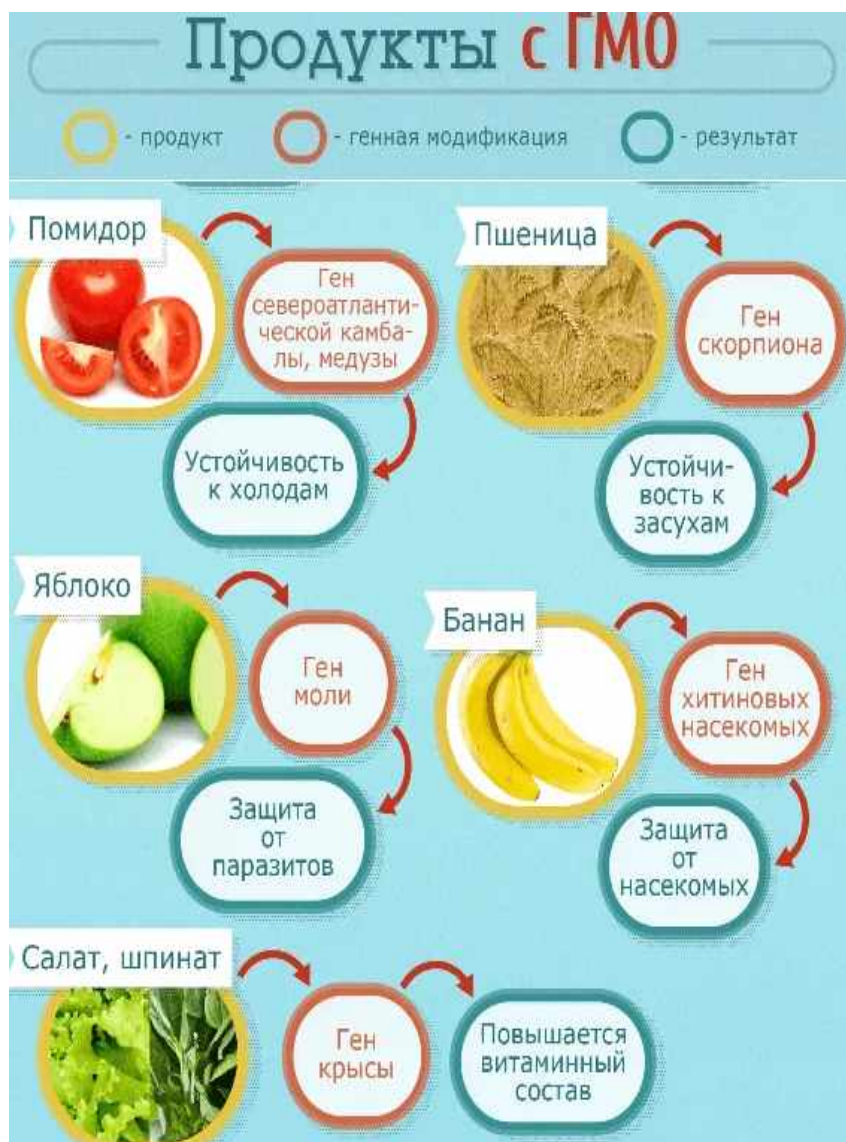 Продукты с ГМО
- продукт
- генная модификация
- результат
Помидор
Ген
североатланти-
ческой камба-
лы, медузы
Устойчивость
к холодам
Пшеница
Ген
скорпиона
Устойчи-
вость к
засухам
Яблоко
Ген
моли
Защита
от
паразитов
Банан
Ген
хитиновых
насекомых
Защита
от
насекомых
Салат, шпинат
Ген
крысы
Повышается
витаминный
состав